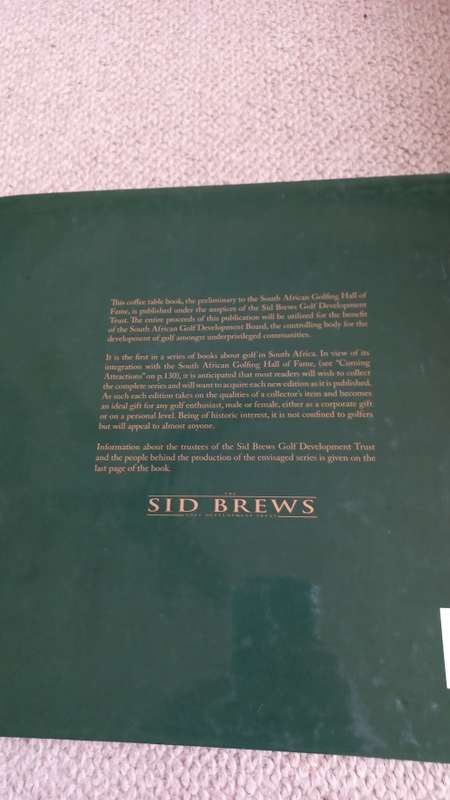 This coffee table book, the preliminary to the South African Golfing Hall of
Fame, is published under the auspices of the Sid Brews Golf Development
Trust. The entire proceeds of this publication will be utilized for the benefit
of the South African Golf Development Board, the controlling body for the
development of golf amongst underprivileged communities.
It is the first in a series of books about golf in South Africa. In view of its
integration with the South African Golfing Hall of Fame, (see "Coming
Attractions" on p.130), it is anticipated that most readers will wish to collect
the complete series and will want to acquire each new edition as it is published.
As such each edition takes on the qualities of a collector's item and becomes
an ideal gift for any golf enthusiast, male or female, either as a corporate gift
or on a personal level. Being of historic interest, it is not confined to golfers
but will appeal to almost anyone.
Information about the trustees of the Sid Brews Golf Development Trust
and the people behind the production of the envisaged series is given on the
last page of the book.
THE
SID BREWS
GOLF DEVELOPMENT TRUST